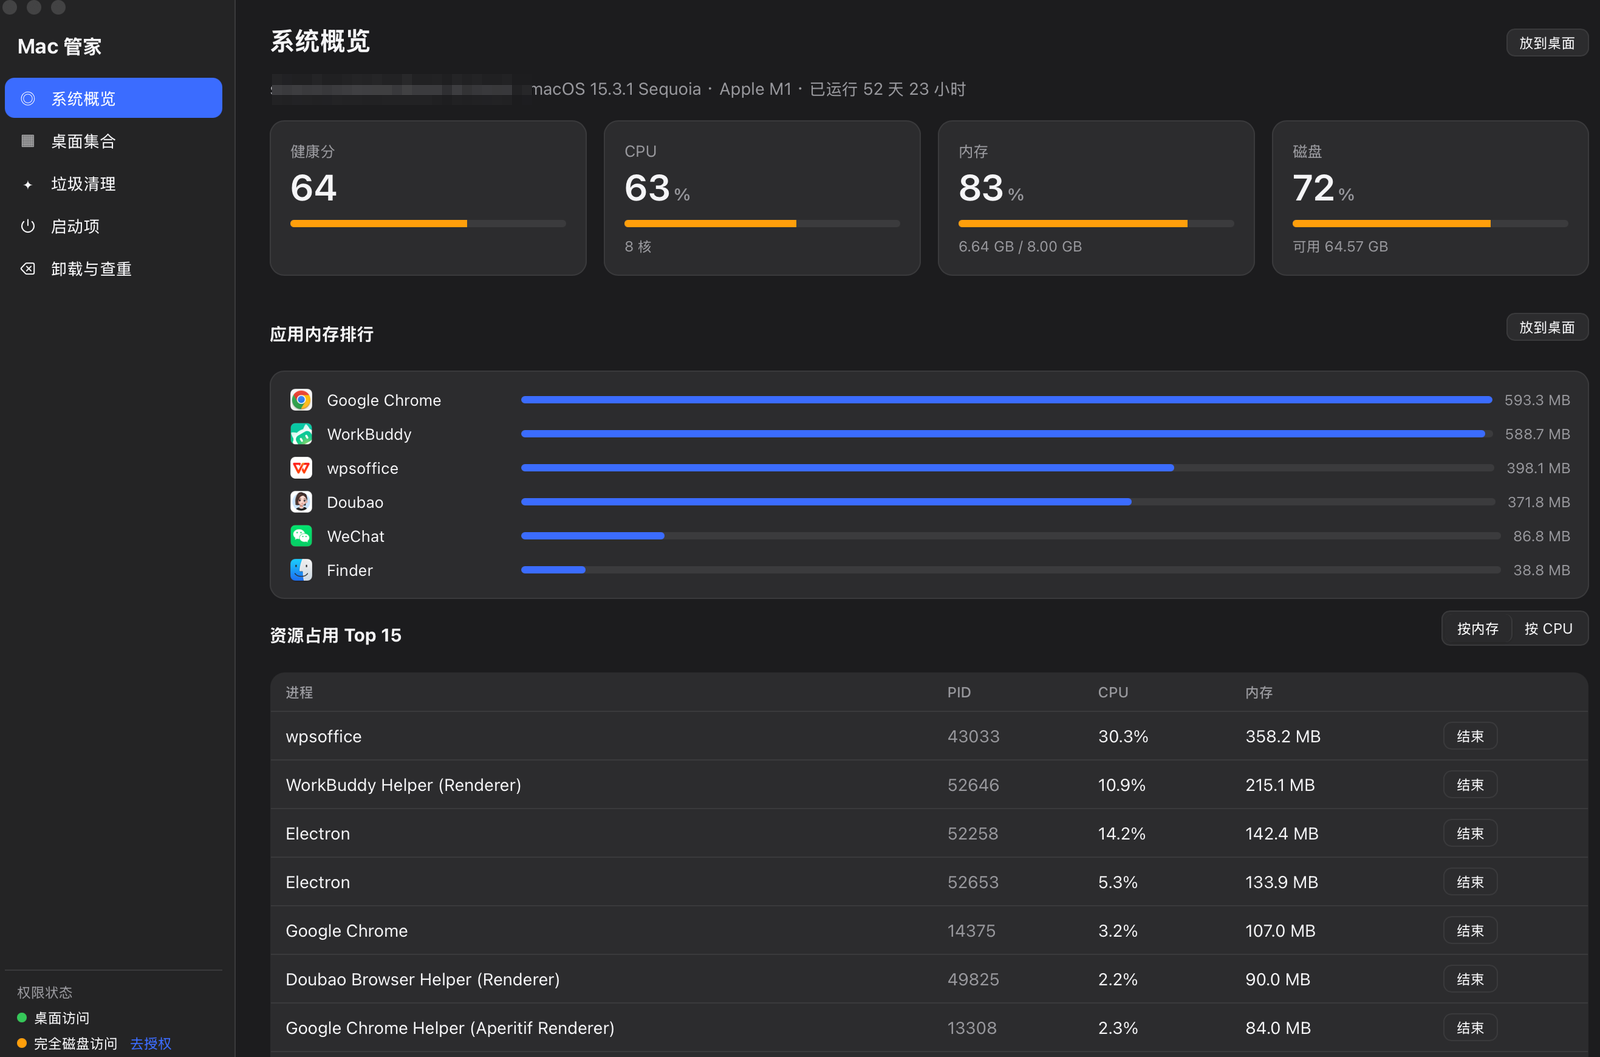 Mac 管家
系统概览
桌面集合
垃圾清理
启动项
卸载与查重
权限状态
桌面访问
完全磁盘访问 去授权
系统概览
放到桌面
macOS 15.3.1 Sequoia · Apple M1 · 已运行 52 天 23 小时
健康分
64
CPU
63 %
8 核
内存
83 %
6.64 GB / 8.00 GB
磁盘
72 %
可用 64.57 GB
应用内存排行
放到桌面
Google Chrome 593.3 MB
WorkBuddy 588.7 MB
wpsoffice 398.1 MB
Doubao 371.8 MB
WeChat 86.8 MB
Finder 38.8 MB
资源占用 Top 15
按内存 按 CPU
进程 PID CPU 内存
wpsoffice 43033 30.3% 358.2 MB 结束
WorkBuddy Helper (Renderer) 52646 10.9% 215.1 MB 结束
Electron 52258 14.2% 142.4 MB 结束
Electron 52653 5.3% 133.9 MB 结束
Google Chrome 14375 3.2% 107.0 MB 结束
Doubao Browser Helper (Renderer) 49825 2.2% 90.0 MB 结束
Google Chrome Helper (Aperitif Renderer) 13308 2.3% 84.0 MB 结束